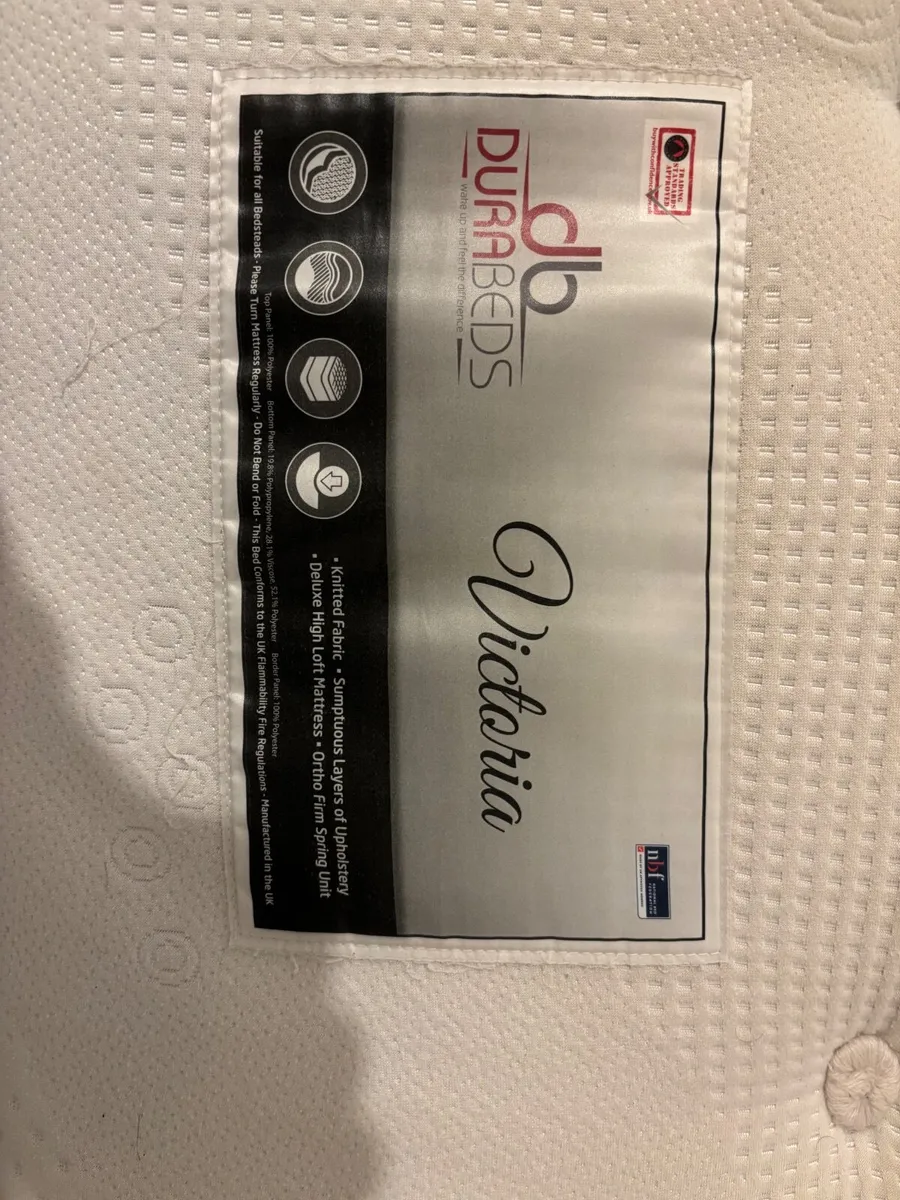 TRADING
STANDARDS
APPROVED
db
DURABEDS
wake up and feel the difference
Victoria
nbf
• Knitted Fabric • Sumptuous Layers of Upholstery
• Deluxe High Loft Mattress • Ortho Firm Spring Unit
Top Panel: 100% Polyester Bottom Panel: 19.8% Polypropylene, 28.1% Viscose, 52.1% Polyester Border Panel: 100% Polyester
Suitable for all Bedsteads - Please Turn Mattress Regularly - Do Not Bend or Fold - This Bed Conforms to the UK Flammability Fire Regulations - Manufactured in the UK